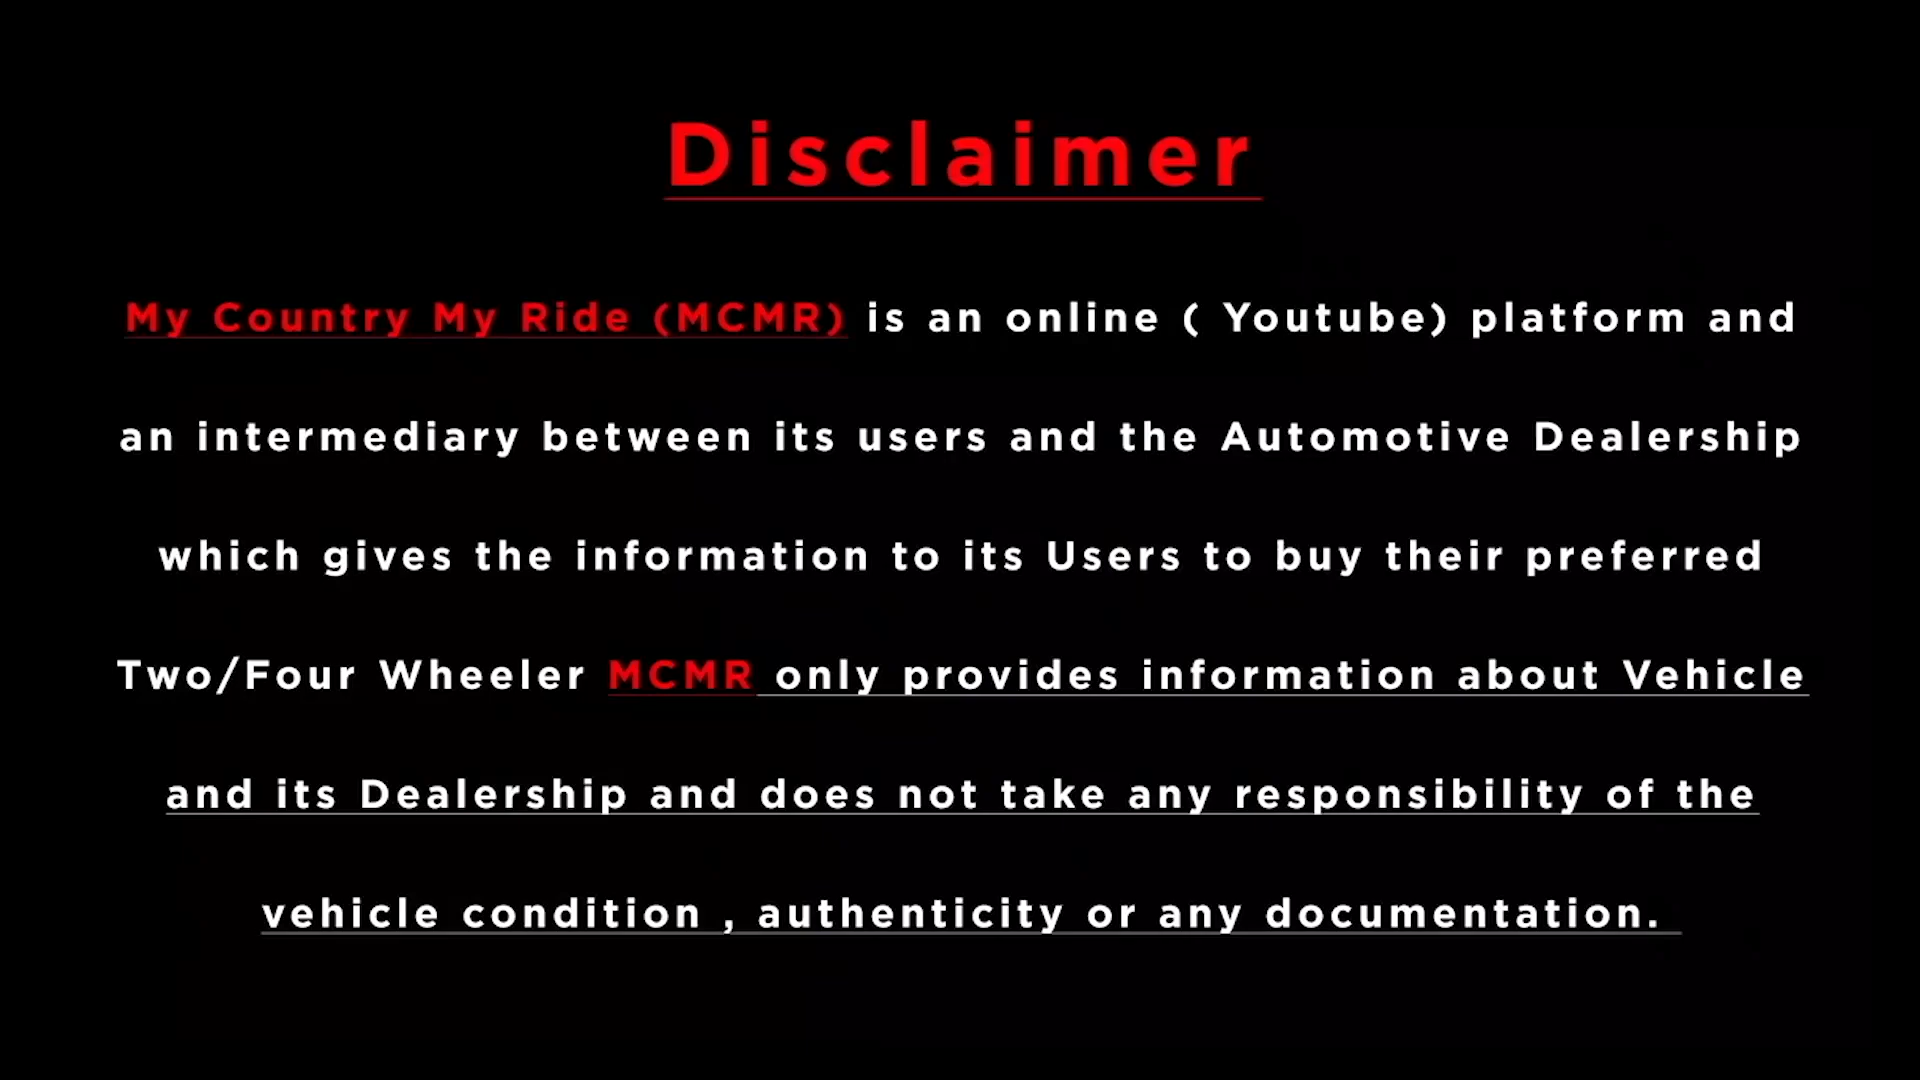 Disclaimer
My Country My Ride (MCMR) is an online ( Youtube) platform and
an intermediary between its users and the Automotive Dealership
which gives the information to its Users to buy their preferred
Two/Four Wheeler MCMR only provides information about Vehicle
and its Dealership and does not take any responsibility of the
vehicle condition , authenticity or any documentation.